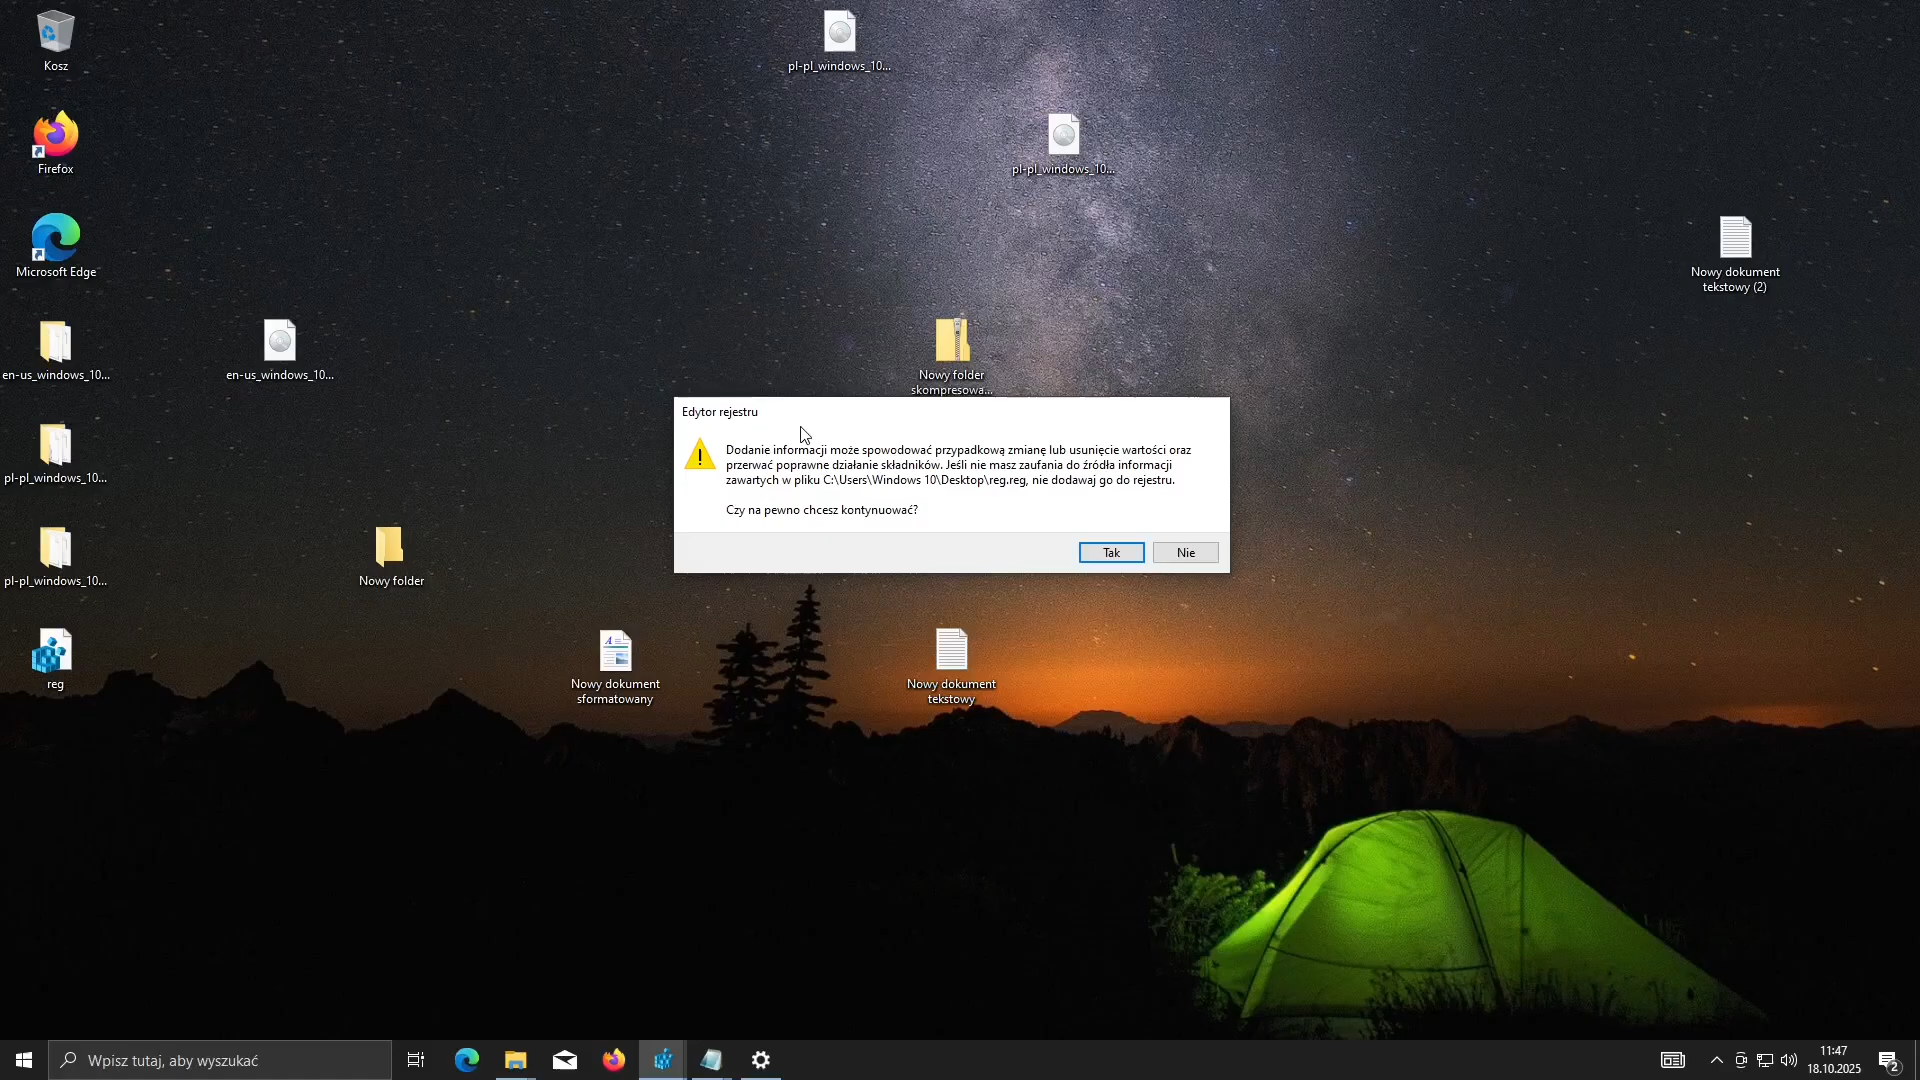 Kosz
pl-pl_windows_10...
Firefox
pl-pl_windows_10...
Microsoft Edge
Nowy dokument
tekstowy (2)
en-us_windows_10...
en-us_windows_10...
Nowy folder
skompresowa...
Edytor rejestru
Dodanie informacji może spowodować przypadkową zmianę lub usunięcie wartości oraz
przerwać poprawne działanie składników. Jeśli nie masz zaufania do źródła informacji
zawartych w pliku C:\Users\Windows 10\Desktop\reg.reg, nie dodawaj go do rejestru.
Czy na pewno chcesz kontynuować?
Tak
Nie
pl-pl_windows_10...
pl-pl_windows_10...
Nowy folder
reg
Nowy dokument
sformatowany
Nowy dokument
tekstowy
Wpisz tutaj, aby wyszukać
11:47
18.10.2025
2